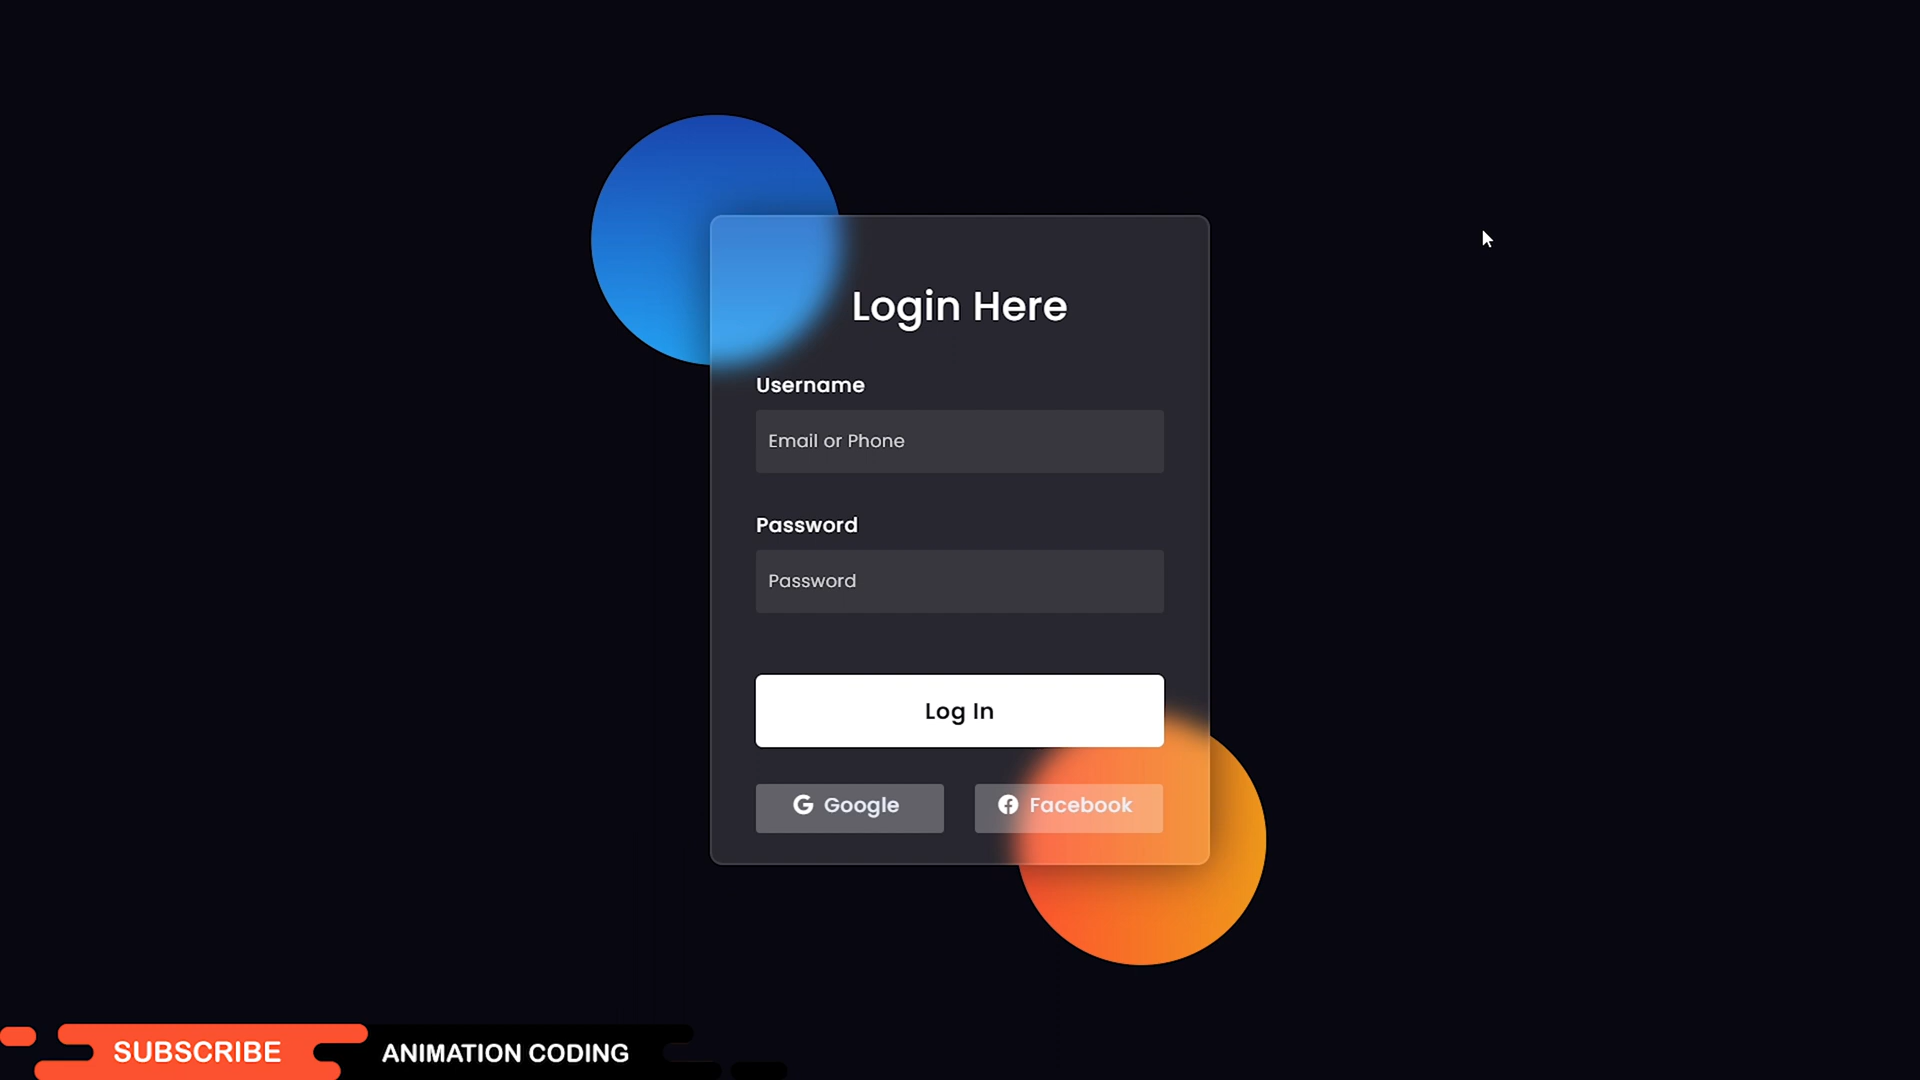 Login Here
Username
Email or Phone
Password
Password
Log In
Google
Facebook
SUBSCRIBE
ANIMATION CODING